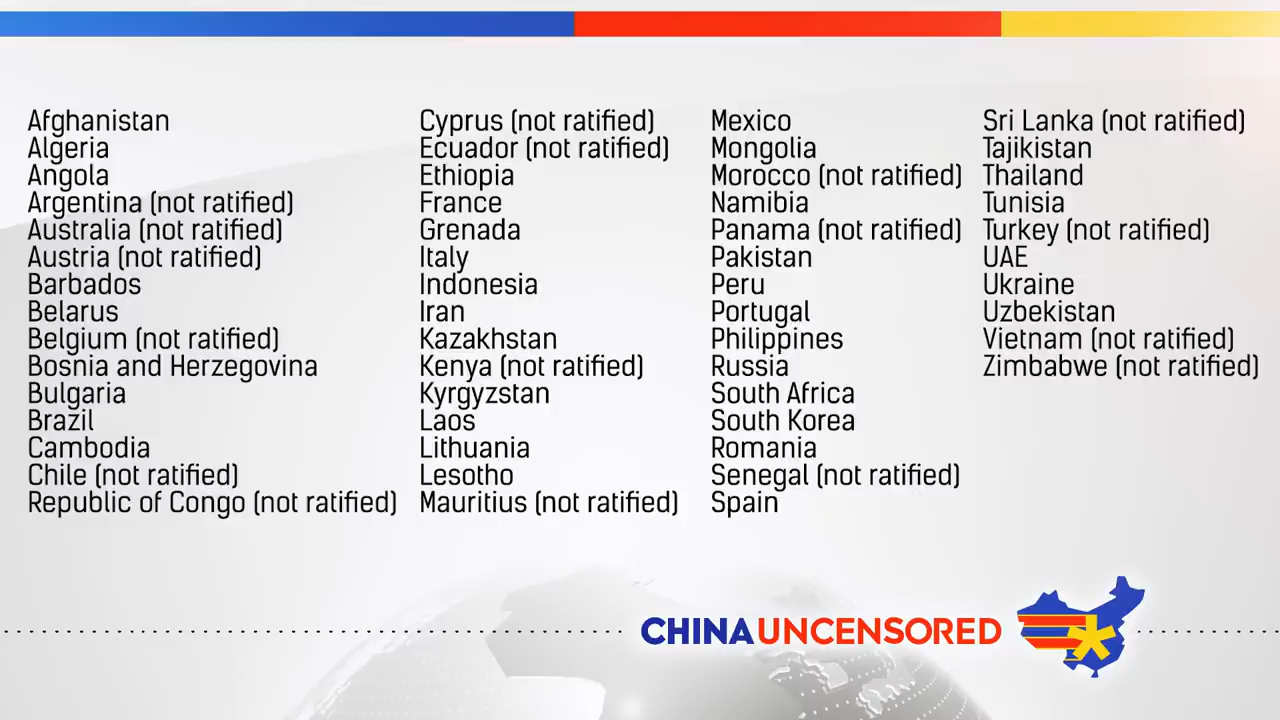 Afghanistan
Algeria
Angola
Argentina (not ratified)
Australia (not ratified)
Austria (not ratified)
Barbados
Belarus
Belgium (not ratified)
Bosnia and Herzegovina
Bulgaria
Brazil
Cambodia
Chile (not ratified)
Republic of Congo (not ratified)
Cyprus (not ratified)
Ecuador (not ratified)
Ethiopia
France
Grenada
Italy
Indonesia
Iran
Kazakhstan
Kenya (not ratified)
Kyrgyzstan
Laos
Lithuania
Lesotho
Mauritius (not ratified)
Mexico
Mongolia
Morocco (not ratified)
Namibia
Panama (not ratified)
Pakistan
Peru
Portugal
Philippines
Russia
South Africa
South Korea
Romania
Senegal (not ratified)
Spain
Sri Lanka (not ratified)
Tajikistan
Thailand
Tunisia
Turkey (not ratified)
UAE
Ukraine
Uzbekistan
Vietnam (not ratified)
Zimbabwe (not ratified)
CHINA UNCENSORED